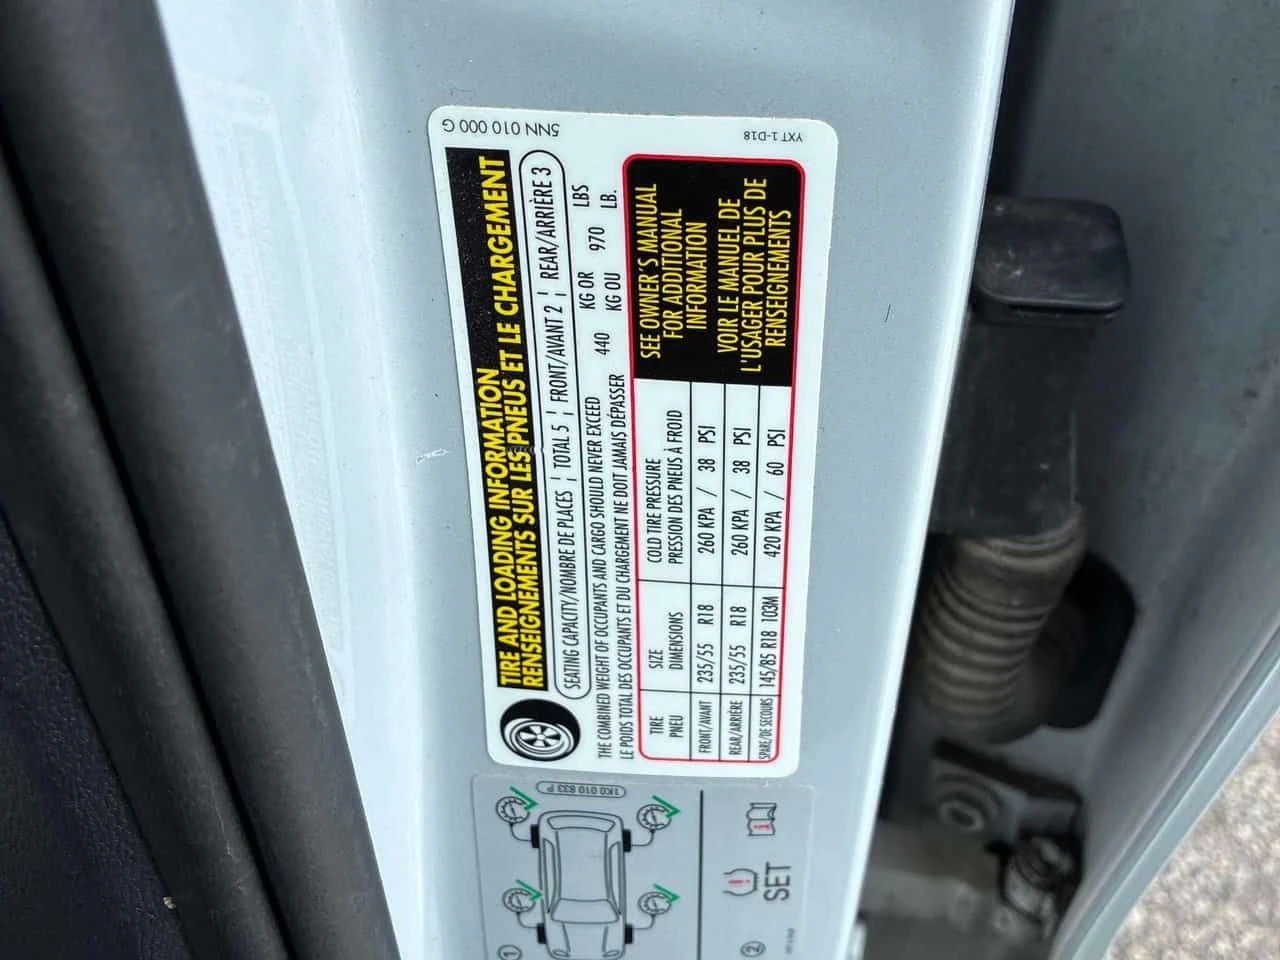 5NN 010 000 G
YXT1-D18
TIRE AND LOADING INFORMATION
RENSEIGNEMENTS SUR LES PNEUS ET LE CHARGEMENT
SEATING CAPACITY/NOMBRE DE PLACES ¦ TOTAL 5 ¦ FRONT/AVANT 2 ¦ REAR/ARRIÈRE 3
THE COMBINED WEIGHT OF OCCUPANTS AND CARGO SHOULD NEVER EXCEED 440 KG OR 970 LBS
LE POIDS TOTAL DES OCCUPANTS ET DU CHARGEMENT NE DOIT JAMAIS DÉPASSER KG OU LB.
TIRE SIZE COLD TIRE PRESSURE
PNEU DIMENSIONS PRESSION DES PNEUS À FROID
FRONT/AVANT 235/55 R18 260 KPA / 38 PSI
REAR/ARRIÈRE 235/55 R18 260 KPA / 38 PSI
SPARE/DE SECOURS 145/85 R18 103M 420 KPA / 60 PSI
SEE OWNER'S MANUAL
FOR ADDITIONAL
INFORMATION
VOIR LE MANUEL DE
L'USAGER POUR PLUS DE
RENSEIGNEMENTS
1K0 010 833 P
1
2
SET